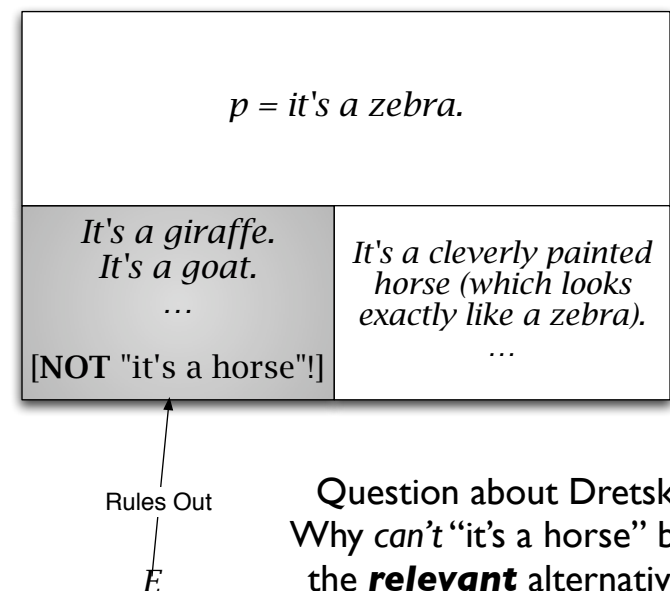 p = it's a zebra.
It's a giraffe.
It's a goat.
…
[NOT "it's a horse"!]
It's a cleverly painted
horse (which looks
exactly like a zebra).
…
Rules Out
E
Question about Dretsk
Why can't "it's a horse" b
the relevant alternativ